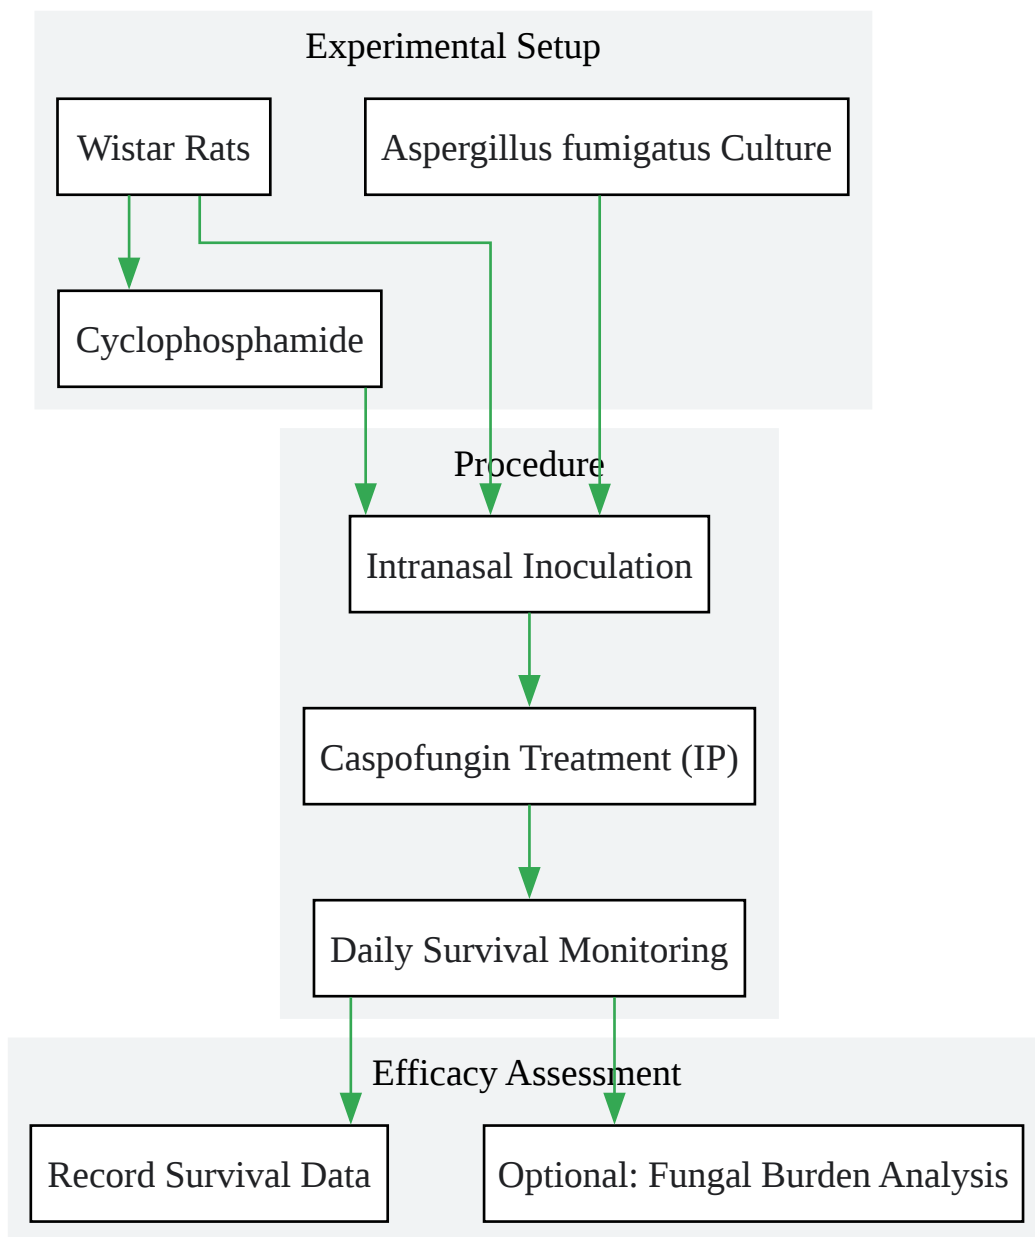 Experimental Setup
Wistar Rats
Aspergillus fumigatus Culture
Cyclophosphamide
Procedure
Intranasal Inoculation
Caspofungin Treatment (IP)
Daily Survival Monitoring
Efficacy Assessment
Record Survival Data
Optional: Fungal Burden Analysis